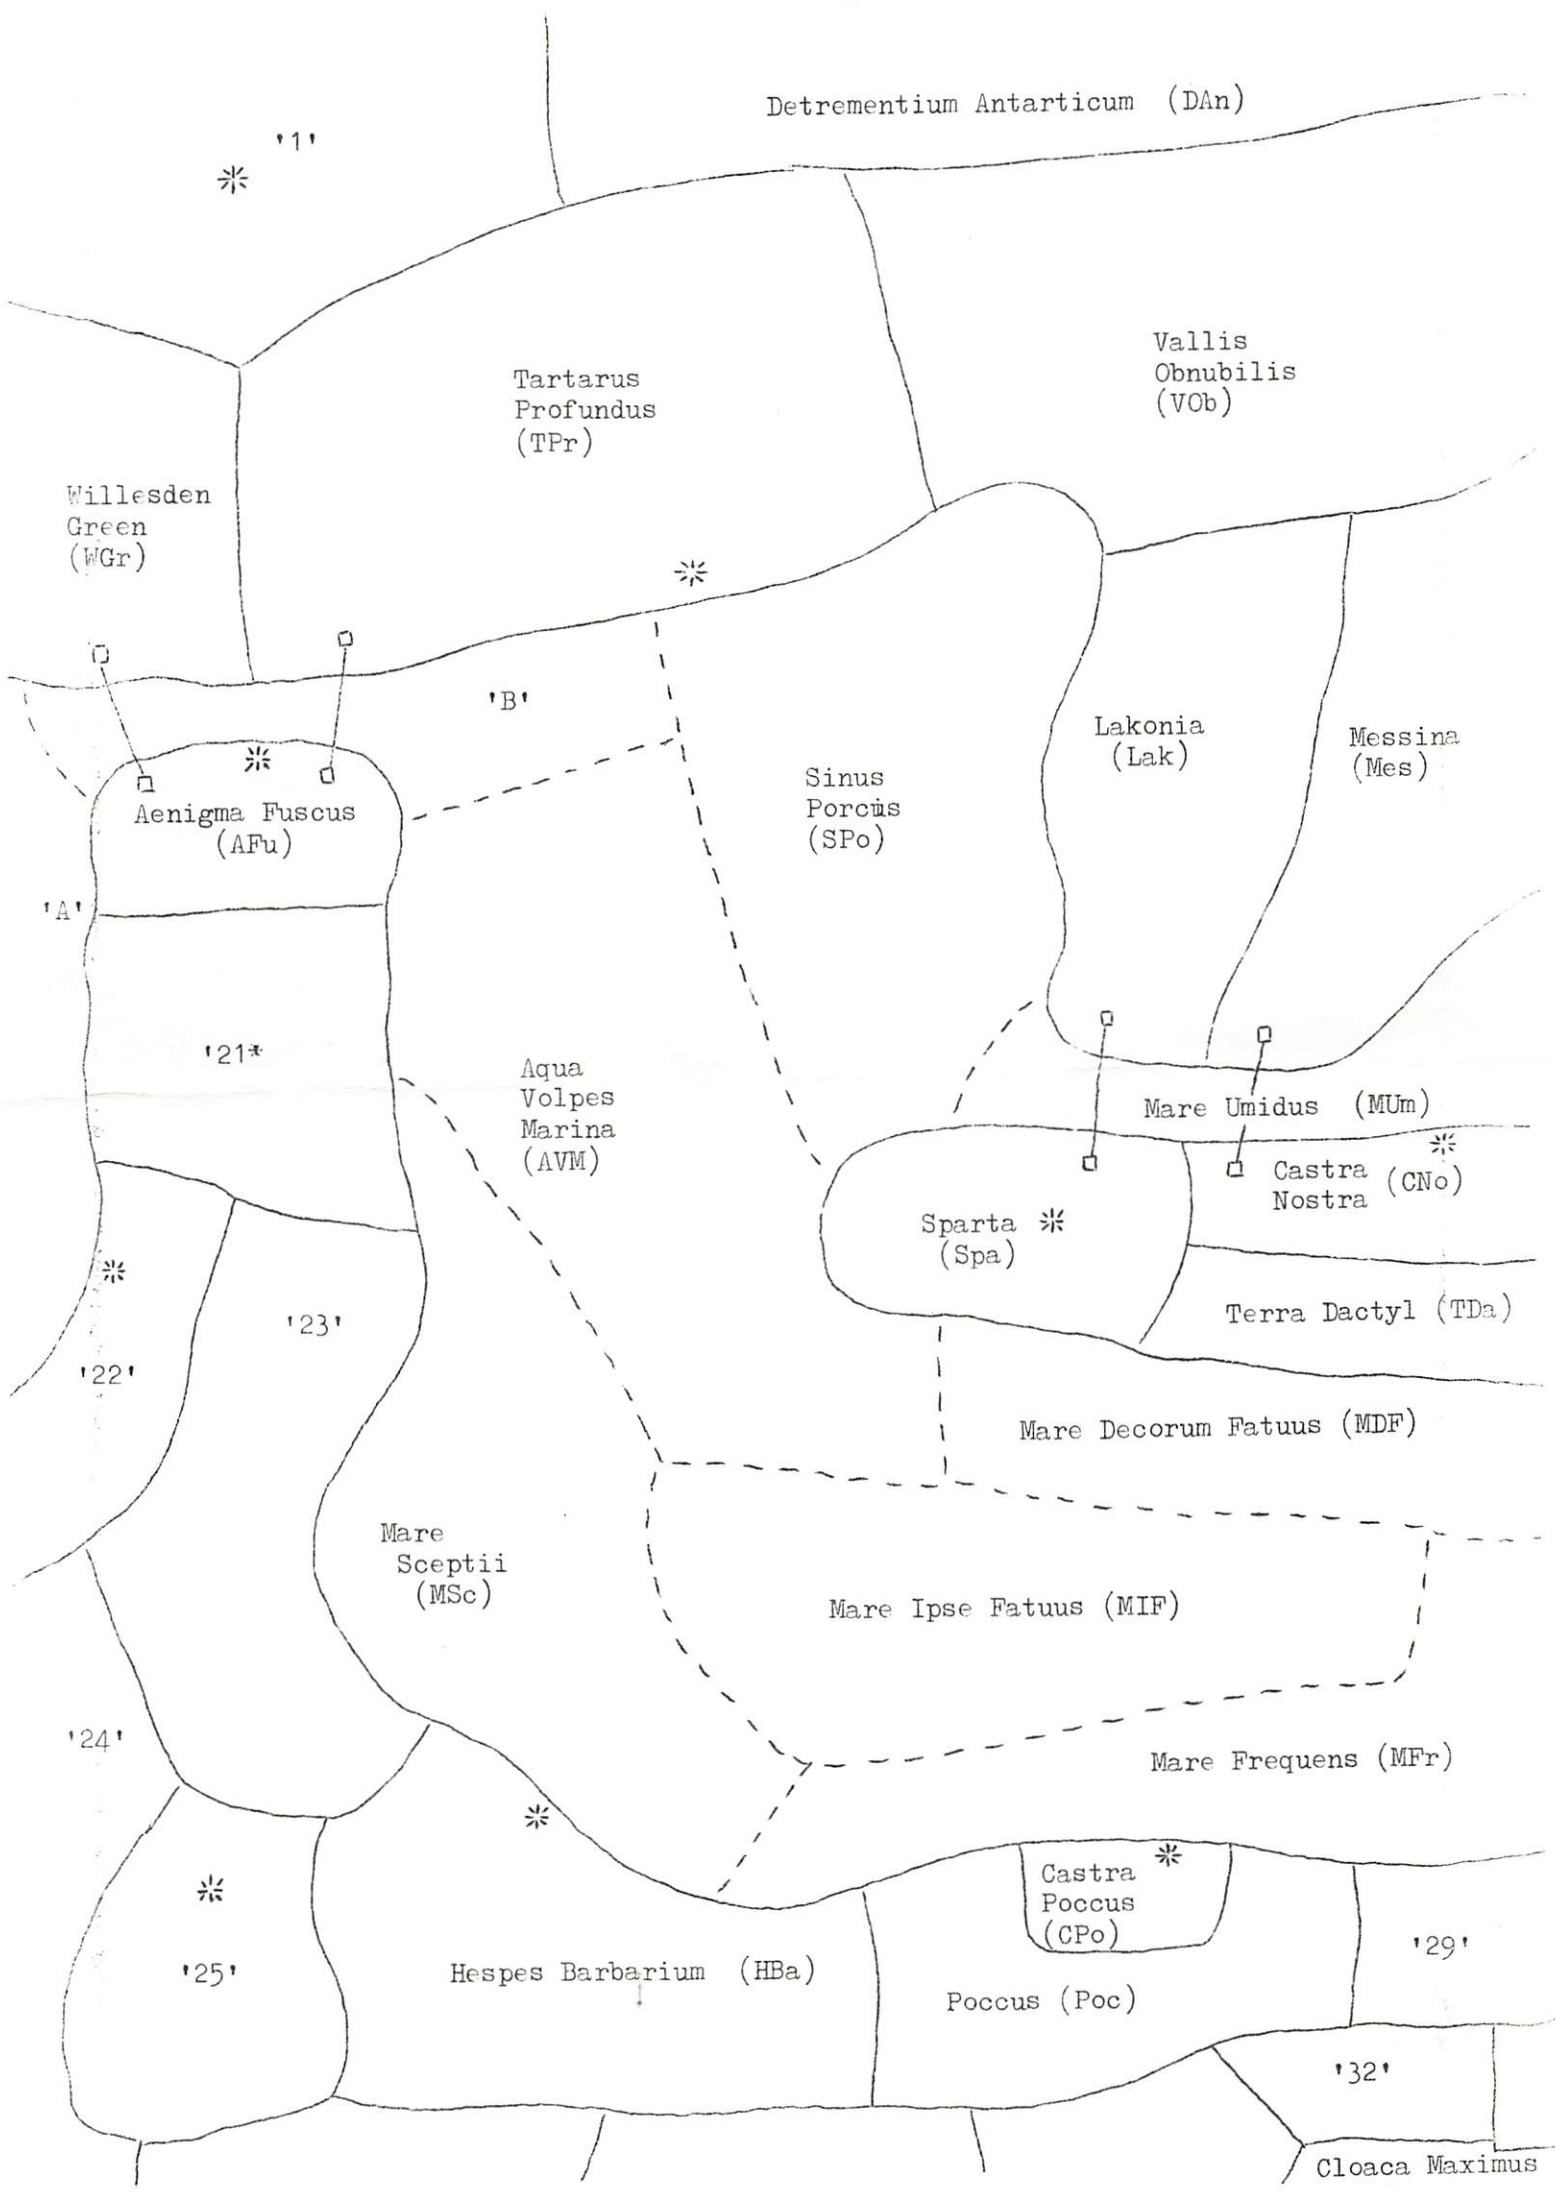 Detrementium Antarticum (DAn)
'1'
Vallis
Obnubilis
(VOb)
Tartarus
Profundus
(TPr)
Willesden
Green
(WGr)
'B'
Lakonia
(Lak)
Messina
(Mes)
Sinus
Porcus
(SPo)
Aenigma Fuscus
(AFu)
'A'
'21*
Aqua
Volpes
Marina
(AVM)
Mare Umidus (MUm)
Castra
Nostra
(CNo)
Sparta
(Spa)
Terra Dactyl (TDa)
'23'
'22'
Mare Decorum Fatuus (MDF)
Mare
Sceptii
(MSc)
Mare Ipse Fatuus (MIF)
'24'
Mare Frequens (MFr)
Castra
Poccus
(CPo)
'29'
'25'
Hespes Barbarium (HBa)
Poccus (Poc)
'32'
Cloaca Maximus